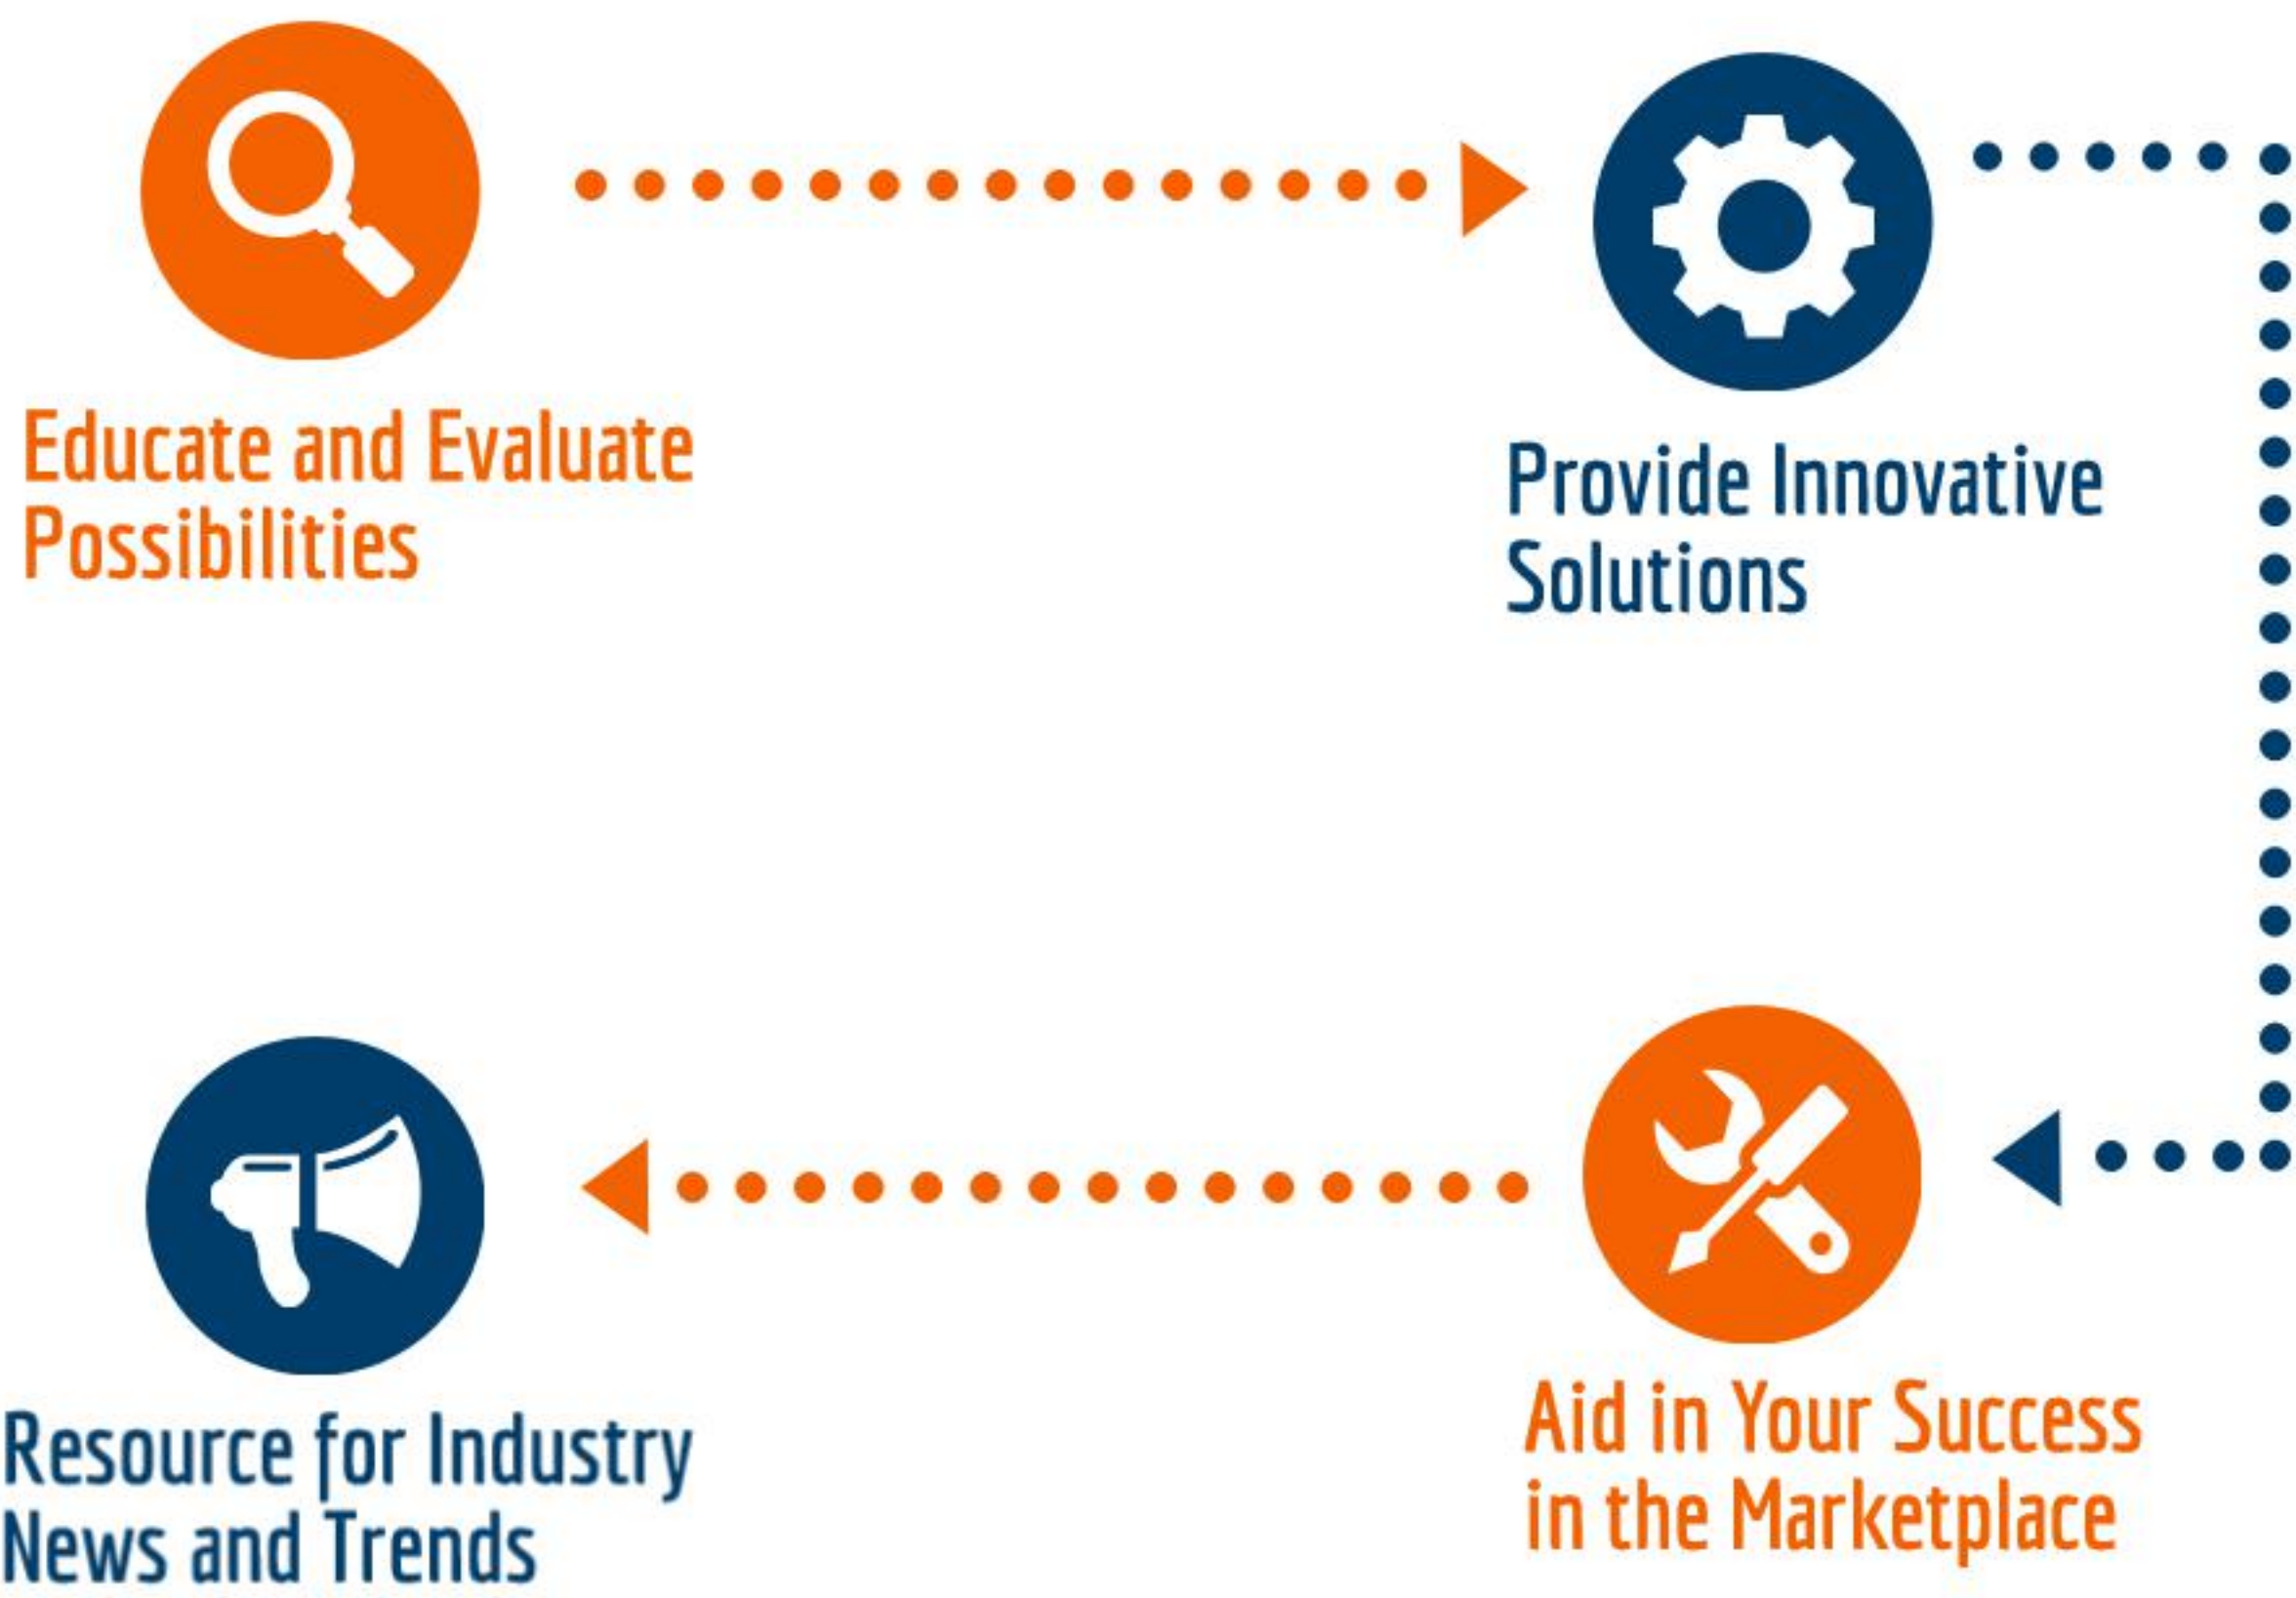 Educate and Evaluate
Possibilities
Provide Innovative
Solutions
Aid in Your Success
in the Marketplace
Resource for Industry
News and Trends